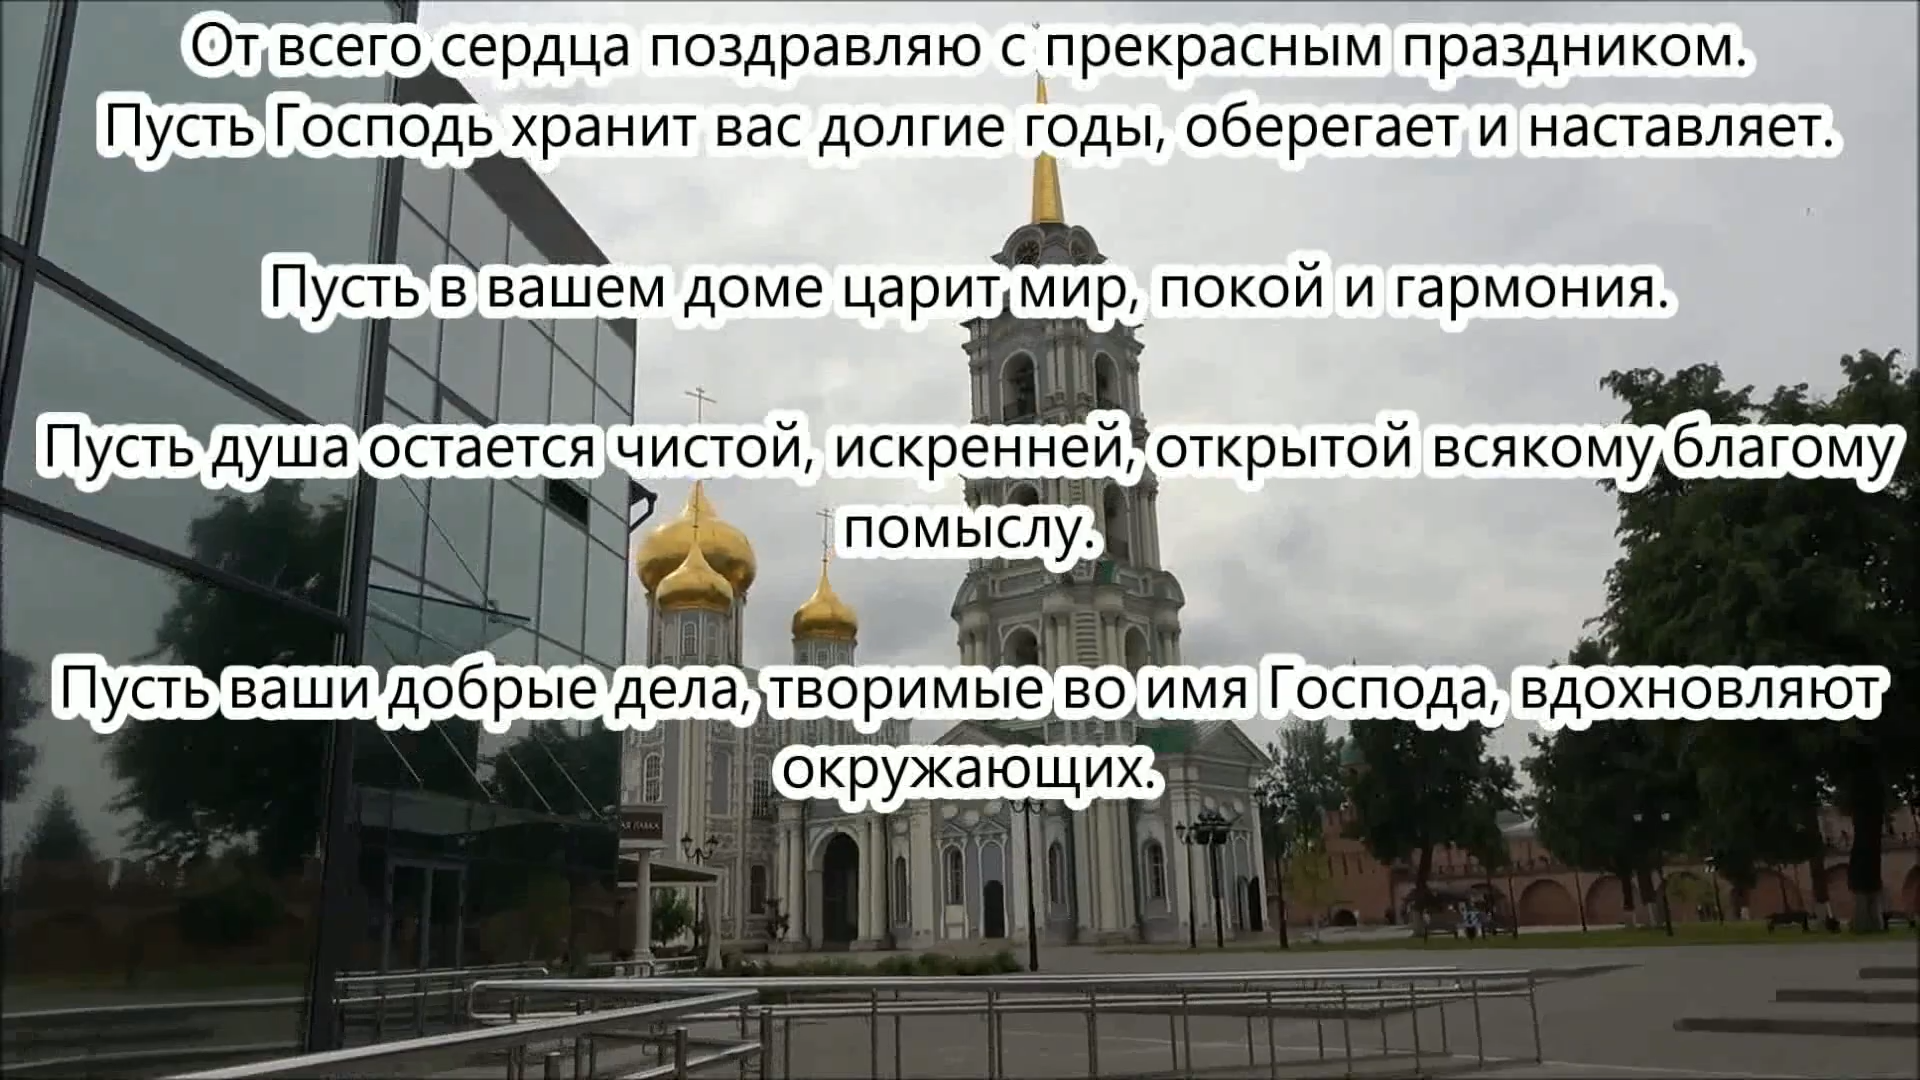 От всего сердца поздравляю с прекрасным праздником.
Пусть Господь хранит вас долгие годы, оберегает и наставляет.
Пусть в вашем доме царит мир, покой и гармония.
Пусть душа остается чистой, искренней, открытой всякому благому
помыслу.
Пусть ваши добрые дела, творимые во имя Господа, вдохновляют
окружающих.
ЛАВКА